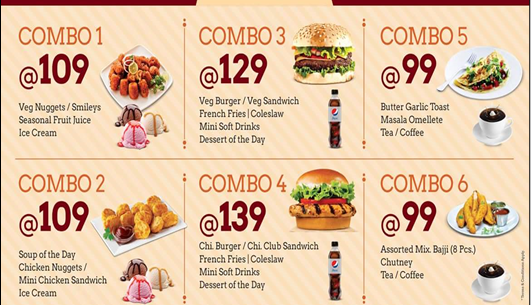 COMBO 1
@109
Veg Nuggets / Smileys
Seasonal Fruit Juice
Ice Cream
COMBO 3
@129
Veg Burger / Veg Sandwich
French Fries | Coleslaw
Mini Soft Drinks
Dessert of the Day
COMBO 5
@99
Butter Garlic Toast
Masala Omellete
Tea / Coffee
COMBO 2
@109
Soup of the Day
Chicken Nuggets /
Mini Chicken Sandwich
Ice Cream
COMBO 4
@139
Chi. Burger / Chi. Club Sandwich
French Fries | Coleslaw
Mini Soft Drinks
Dessert of the Day
COMBO 6
@99
Assorted Mix. Bajji (8 Pcs.)
Chutney
Tea / Coffee